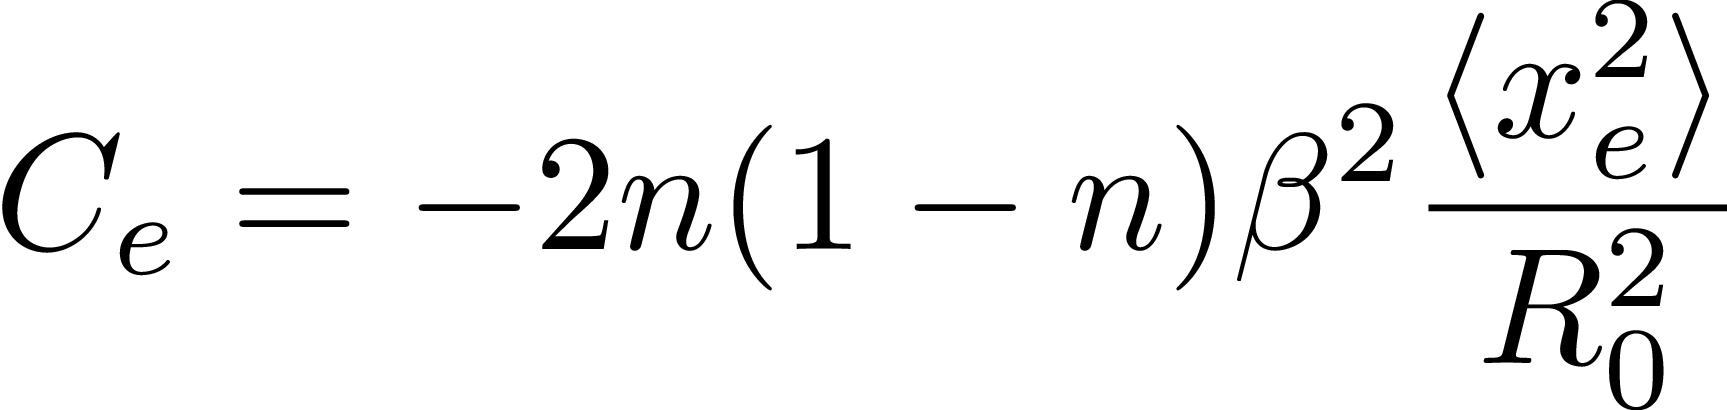 $C_e = -2n(1-n)\beta^2 \frac{\langle x_e^2 \rangle}{R_0^2}$